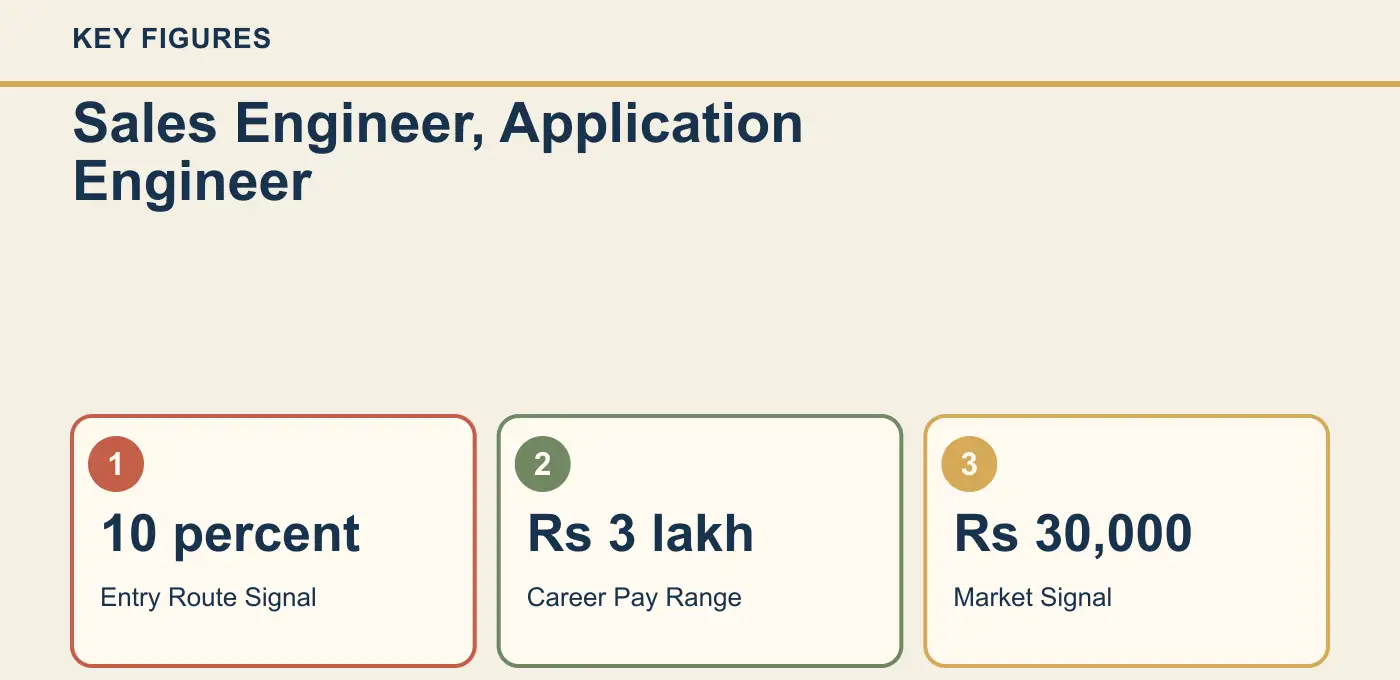 KEY FIGURES
Sales Engineer, Application
Engineer
1
10 percent
Entry Route Signal
2
Rs 3 lakh
Career Pay Range
3
Rs 30,000
Market Signal